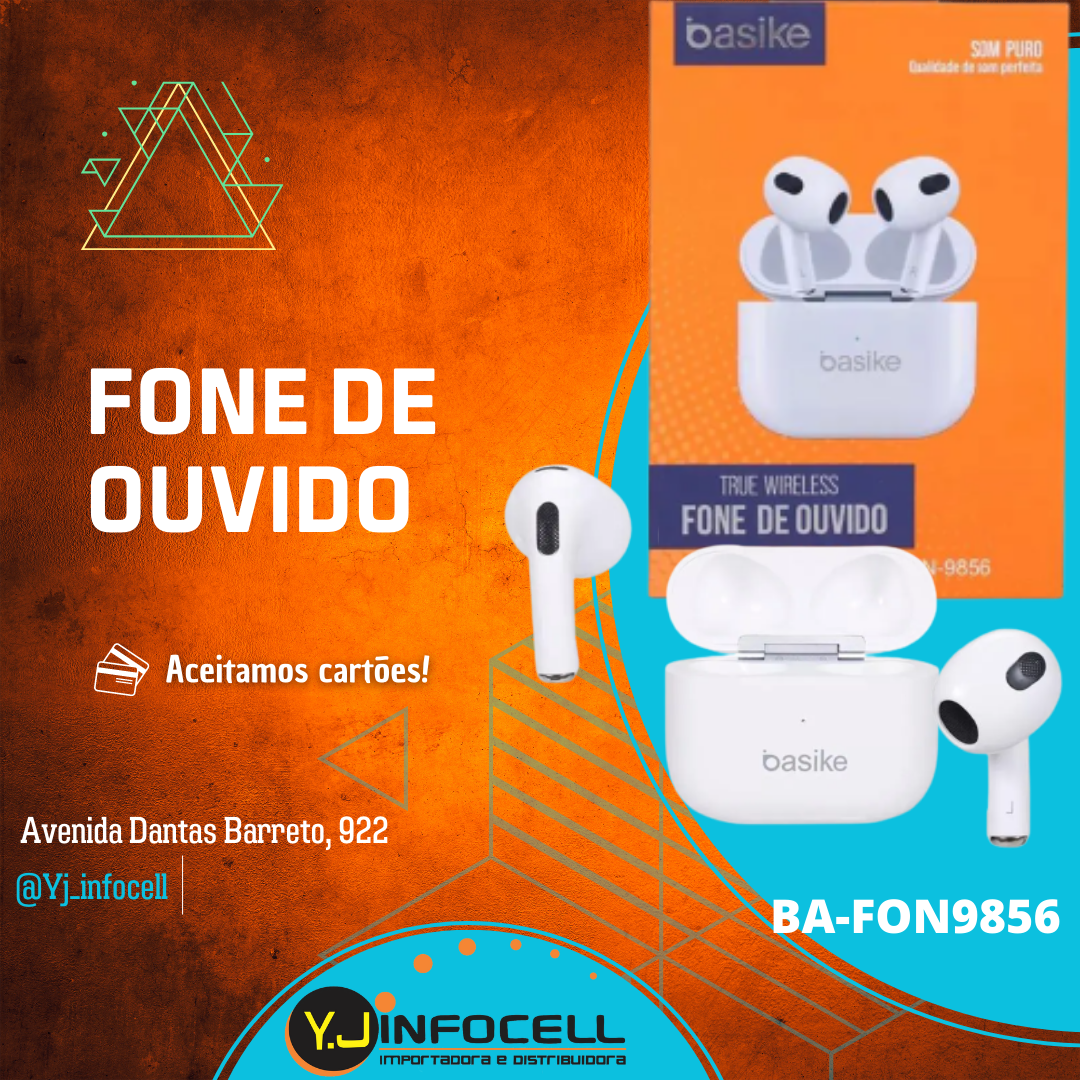 basike
SOM PURO
Qualidade de som perfeita
basike
TRUE WIRELESS
FONE DE OUVIDO
N-9856
FONE DE
OUVIDO
Aceitamos cartões!
basike
L
Avenida Dantas Barreto, 922
@Yj_infocell
BA-FON9856
Y.J INFOCELL
IMPORTADORA E DISTRIBUIDORA